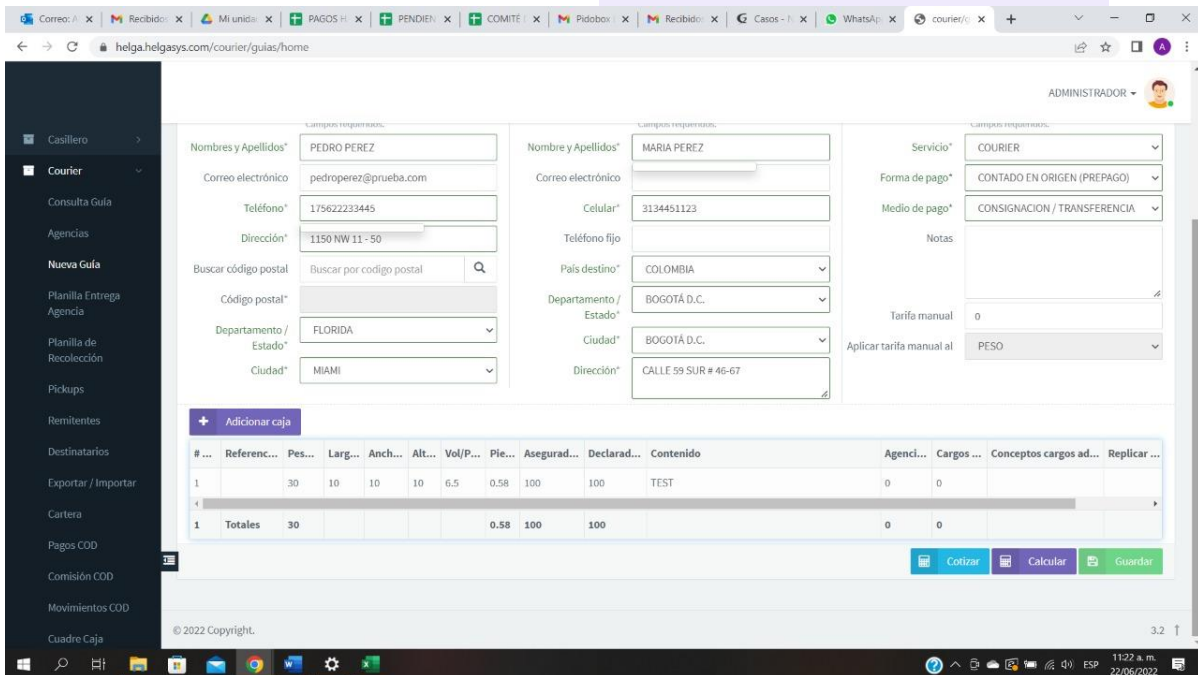 Correo: A
Recibido
Mi unida
PAGOS H
PENDIEN
COMITÉ
Pidobox
Recibido
Casos - N
WhatsAp
courier/g
helga.helgasys.com/courier/guias/home
A
ADMINISTRADOR
Casillero
Courier
Consulta Guía
Agencias
Nueva Guía
Planilla Entrega
Agencia
Planilla de
Recolección
Pickups
Remitentes
Destinatarios
Exportar / Importar
Cartera
Pagos COD
Comisión COD
Movimientos COD
Cuadre Caja
Campos requeridos.
Nombres y Apellidos* PEDRO PEREZ
Correo electrónico pedroperez@prueba.com
Teléfono* 175622233445
Dirección* 1150 NW 11 - 50
Buscar código postal Buscar por codigo postal
Código postal*
Departamento /
Estado* FLORIDA
Ciudad* MIAMI
Campos requeridos.
Nombre y Apellidos* MARIA PEREZ
Correo electrónico
Celular* 3134451123
Teléfono fijo
País destino* COLOMBIA
Departamento /
Estado* BOGOTÁ D.C.
Ciudad* BOGOTÁ D.C.
Dirección* CALLE 59 SUR # 46-67
Campos requeridos.
Servicio* COURIER
Forma de pago* CONTADO EN ORIGEN (PREPAGO)
Medio de pago* CONSIGNACION / TRANSFERENCIA
Notas
Tarifa manual 0
Aplicar tarifa manual al PESO
+ Adicionar caja
# ... Referenc... Pes... Larg... Anch... Alt... Vol/P... Pie... Asegurad... Declarad... Contenido Agenci... Cargos ... Conceptos cargos ad... Replicar ...
1 30 10 10 10 6.5 0.58 100 100 TEST 0 0
1 Totales 30 0.58 100 100 0 0
Cotizar Calcular Guardar
© 2022 Copyright. 3.2
ESP
11:22 a. m.
22/06/2022